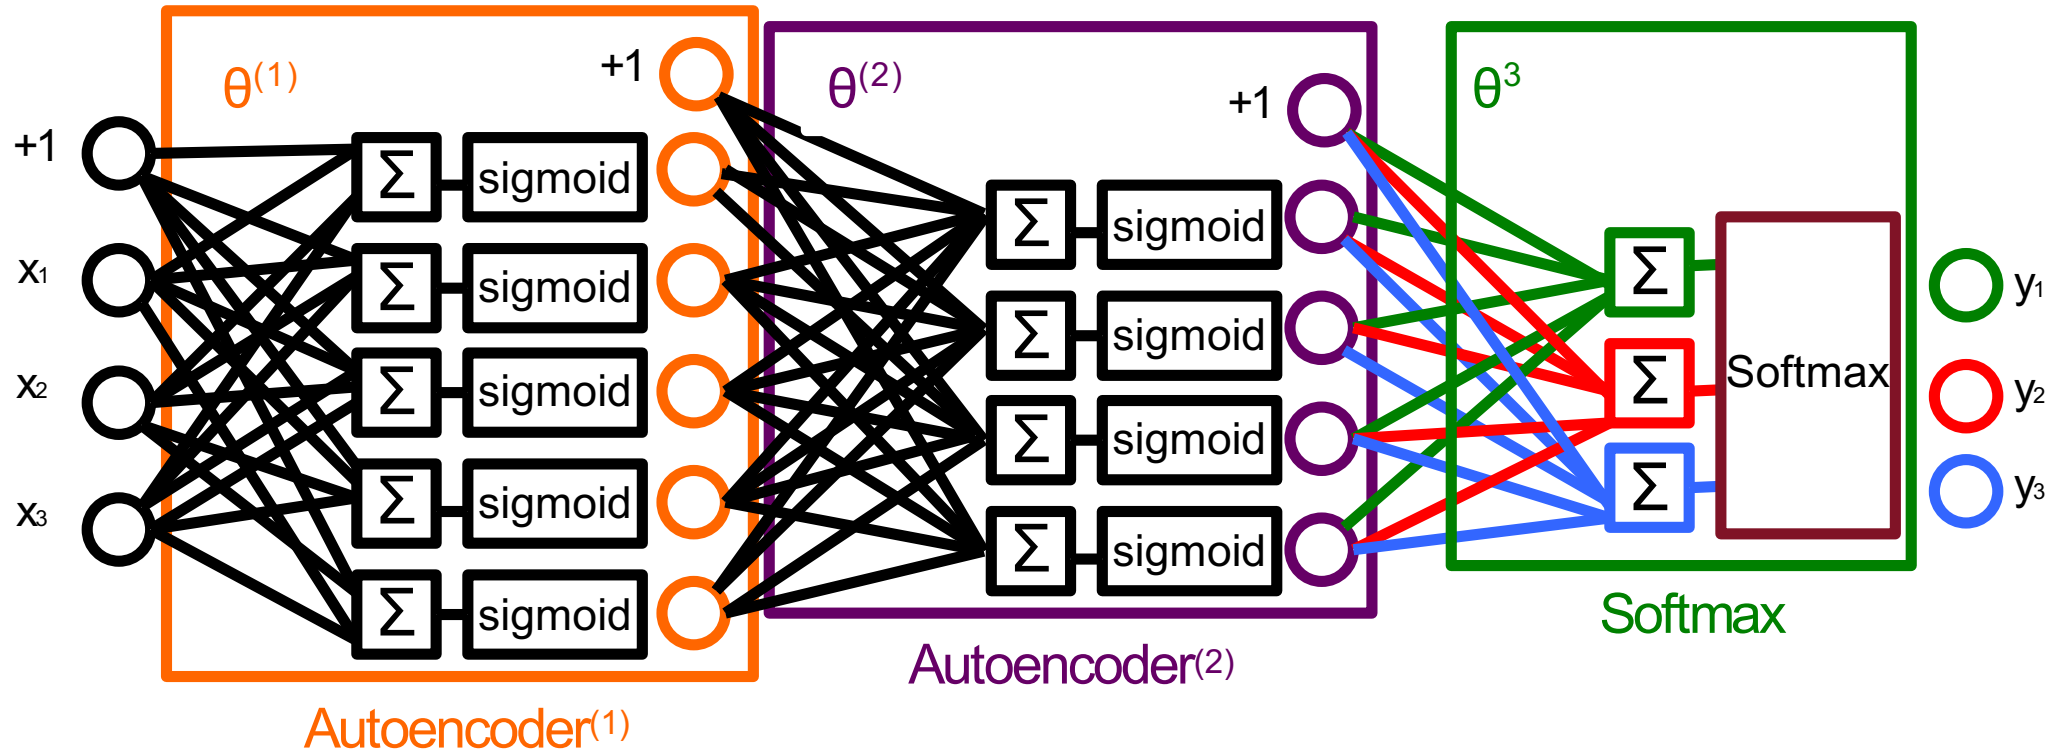 θ(1)
+1
θ(2)
+1
θ3
+1
x1
x2
x3
Σ sigmoid
Σ sigmoid
Σ sigmoid
Σ sigmoid
Σ sigmoid
Σ sigmoid
Σ sigmoid
Σ sigmoid
Σ sigmoid
Σ
Σ
Σ
Softmax
y1
y2
y3
Autoencoder(1)
Autoencoder(2)
Softmax